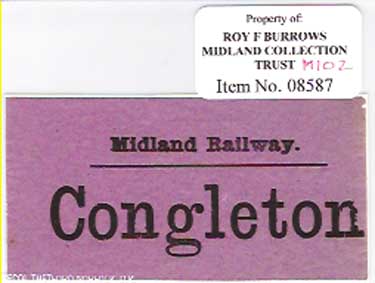 Property of:
ROY F BURROWS
MIDLAND COLLECTION
TRUST M102
Item No. 08587
Midland Railway.
Congleton